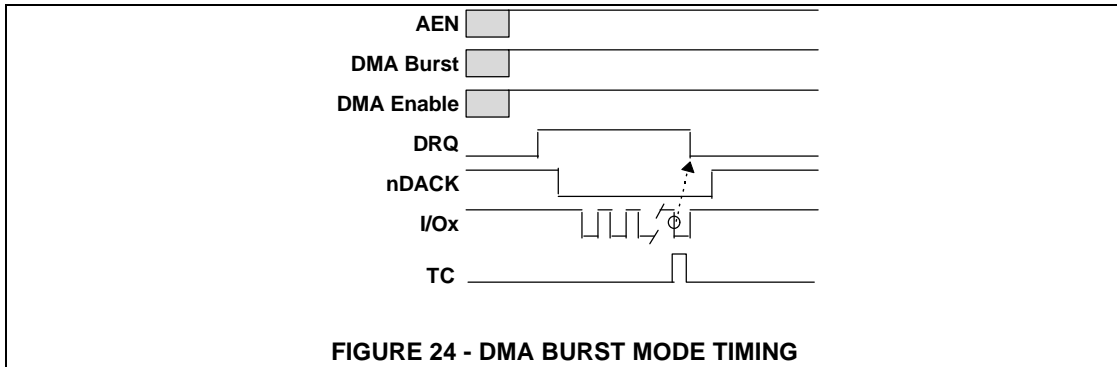 AEN
DMA Burst
DMA Enable
DRQ
nDACK
I/Ox
TC
FIGURE 24 - DMA BURST MODE TIMING